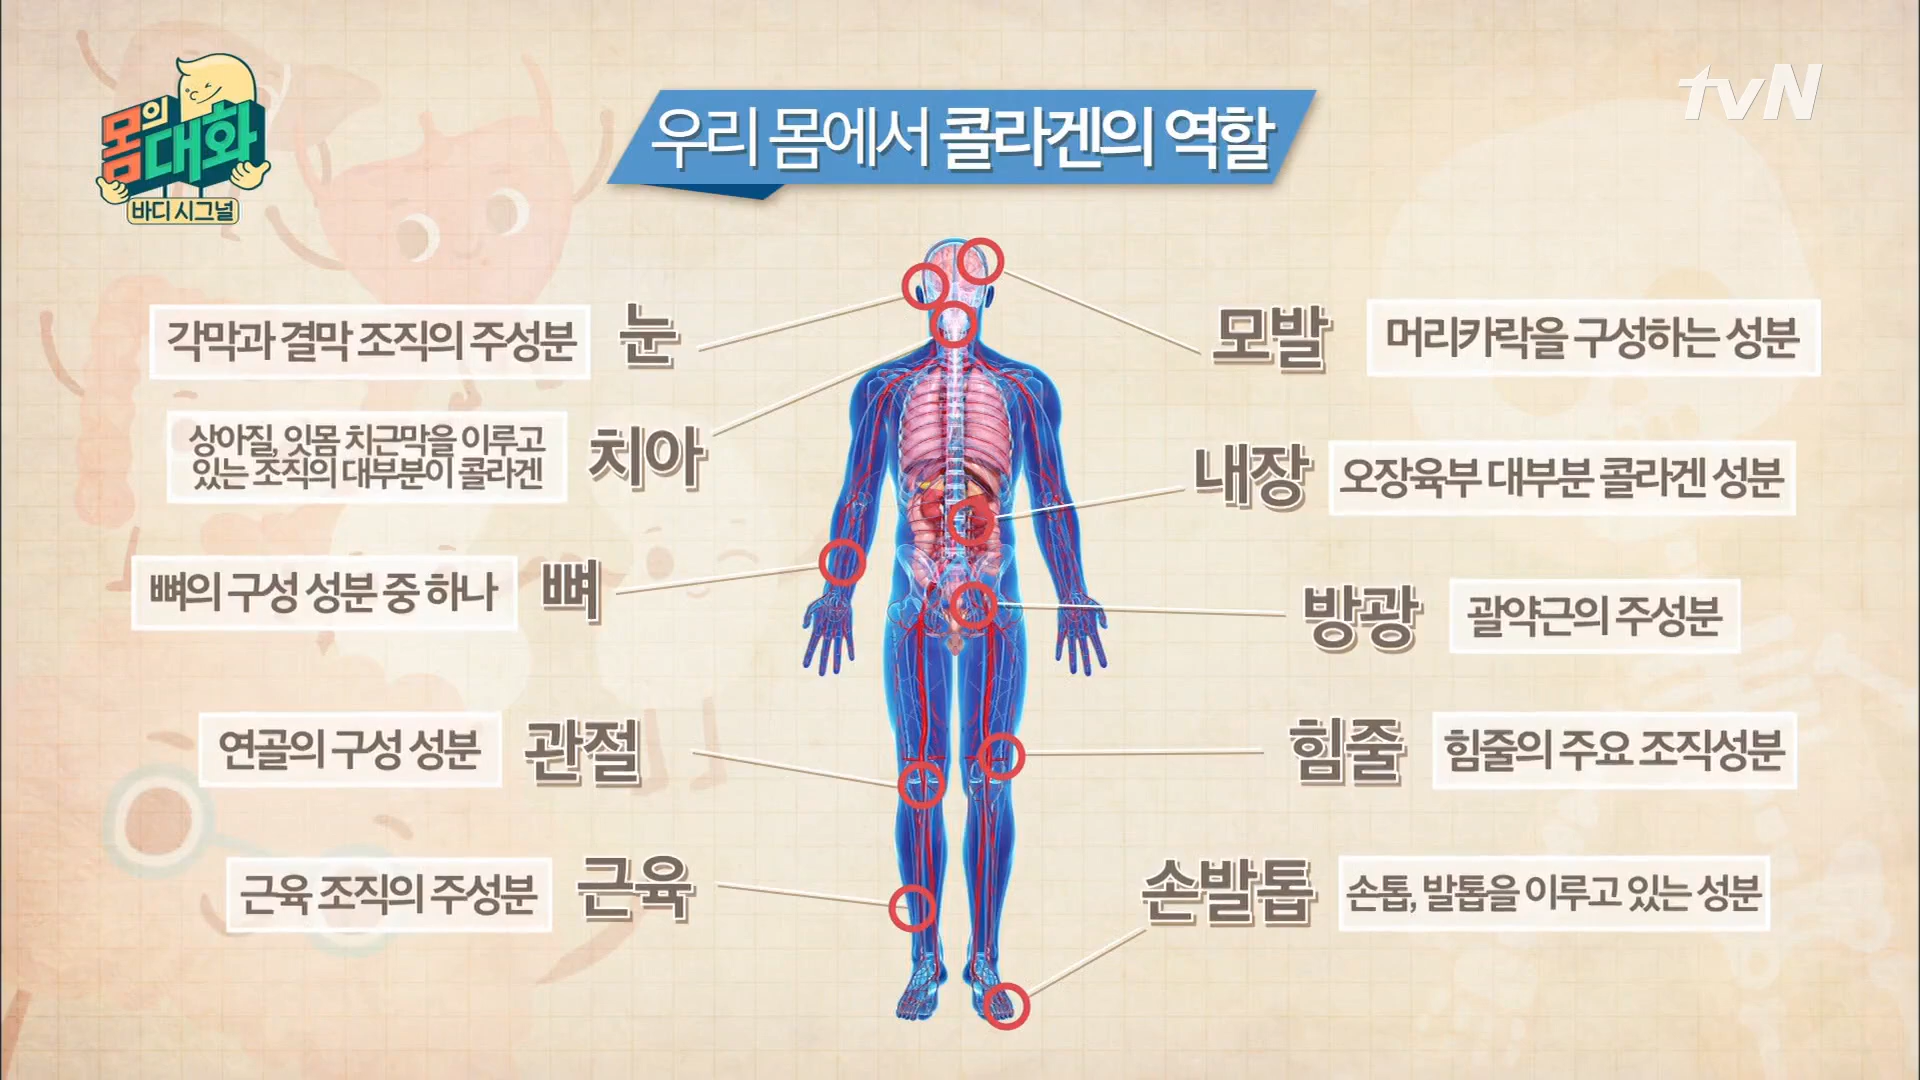 몸의
대화
바디 시그널
tvN
우리 몸에서 콜라겐의 역할
눈
각막과 결막 조직의 주성분
치아
상아질, 잇몸 치근막을 이루고
있는 조직의 대부분이 콜라겐
뼈
뼈의 구성 성분 중 하나
관절
연골의 구성 성분
근육
근육 조직의 주성분
모발
머리카락을 구성하는 성분
내장
오장육부 대부분 콜라겐 성분
방광
괄약근의 주성분
힘줄
힘줄의 주요 조직성분
손발톱
손톱, 발톱을 이루고 있는 성분